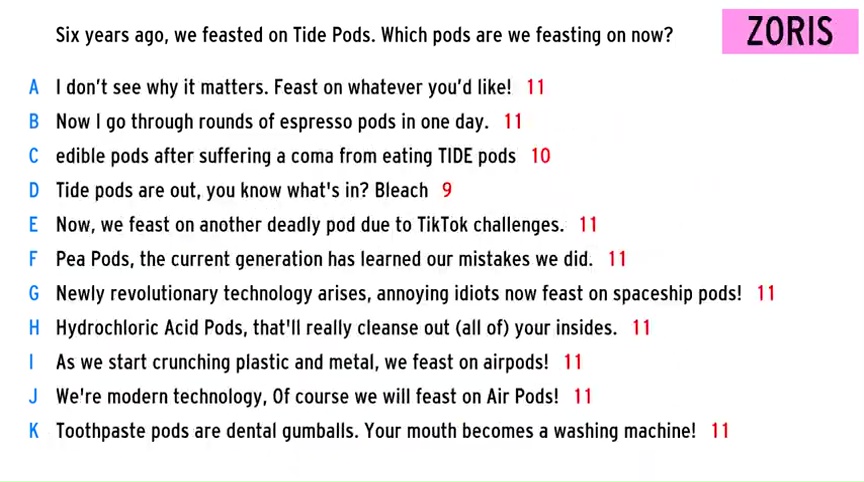 Six years ago, we feasted on Tide Pods. Which pods are we feasting on now?
ZORIS
A I don't see why it matters. Feast on whatever you'd like! 11
B Now I go through rounds of espresso pods in one day. 11
C edible pods after suffering a coma from eating TIDE pods 10
D Tide pods are out, you know what's in? Bleach 9
E Now, we feast on another deadly pod due to TikTok challenges. 11
F Pea Pods, the current generation has learned our mistakes we did. 11
G Newly revolutionary technology arises, annoying idiots now feast on spaceship pods! 11
H Hydrochloric Acid Pods, that'll really cleanse out (all of) your insides. 11
I As we start crunching plastic and metal, we feast on airpods! 11
J We're modern technology, Of course we will feast on Air Pods! 11
K Toothpaste pods are dental gumballs. Your mouth becomes a washing machine! 11